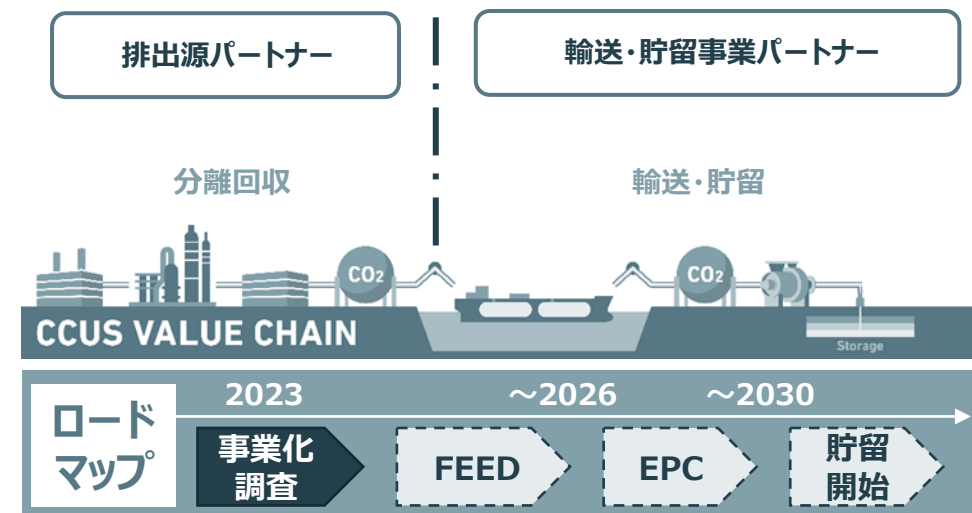 排出源パートナー
輸送･貯留事業パートナー
分離回収
輸送･貯留
CO₂
CO₂
CCUS VALUE CHAIN
Storage
2023
～2026
～2030
ロード
マップ
事業化
調査
FEED
EPC
貯留
開始